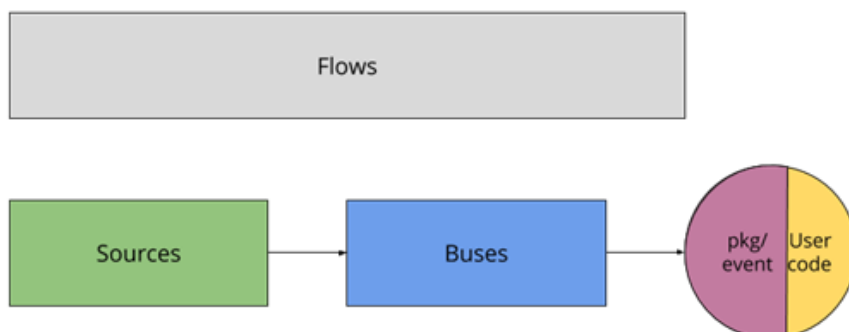 Flows
Sources
Buses
pkg/
event
User
code